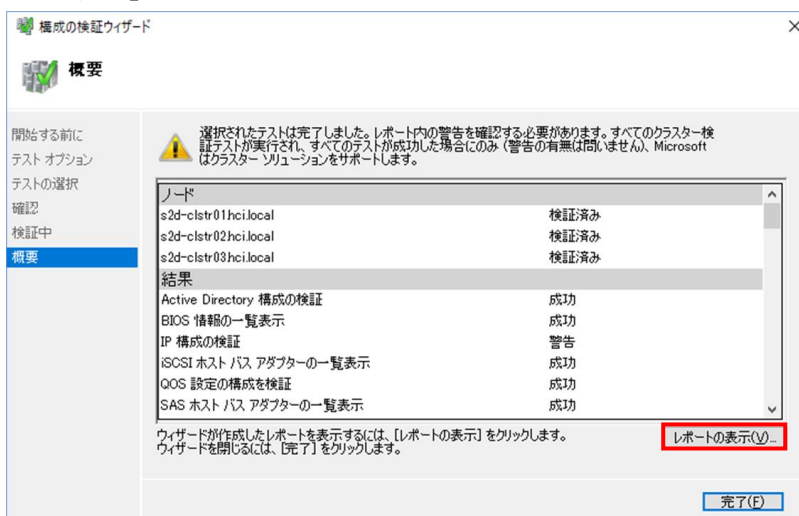 構成の検証ウィザード
概要
開始する前に
テスト オプション
テストの選択
確認
検証中
概要
選択されたテストは完了しました。レポート内の警告を確認する必要があります。すべてのクラスター検
証テストが実行され、すべてのテストが成功した場合にのみ (警告の有無は問いません)、Microsoft
はクラスター ソリューションをサポートします。
ノード
s2d-clstr01.hci.local 検証済み
s2d-clstr02.hci.local 検証済み
s2d-clstr03.hci.local 検証済み
結果
Active Directory 構成の検証 成功
BIOS 情報の一覧表示 成功
IP 構成の検証 警告
iSCSI ホスト バス アダプターの一覧表示 成功
QOS 設定の構成を検証 成功
SAS ホスト バス アダプターの一覧表示 成功
ウィザードが作成したレポートを表示するには、[レポートの表示] をクリックします。
ウィザードを閉じるには、[完了] をクリックします。
レポートの表示(V)...
完了(F)